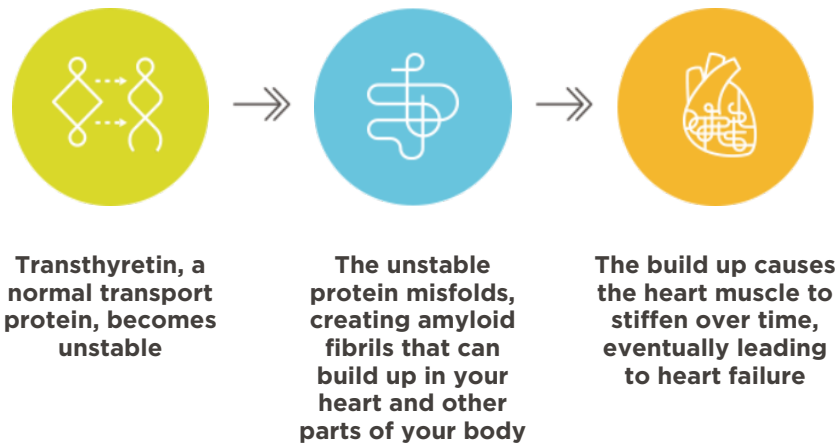 Transthyretin, a
normal transport
protein, becomes
unstable
The unstable
protein misfolds,
creating amyloid
fibrils that can
build up in your
heart and other
parts of your body
The build up causes
the heart muscle to
stiffen over time,
eventually leading
to heart failure